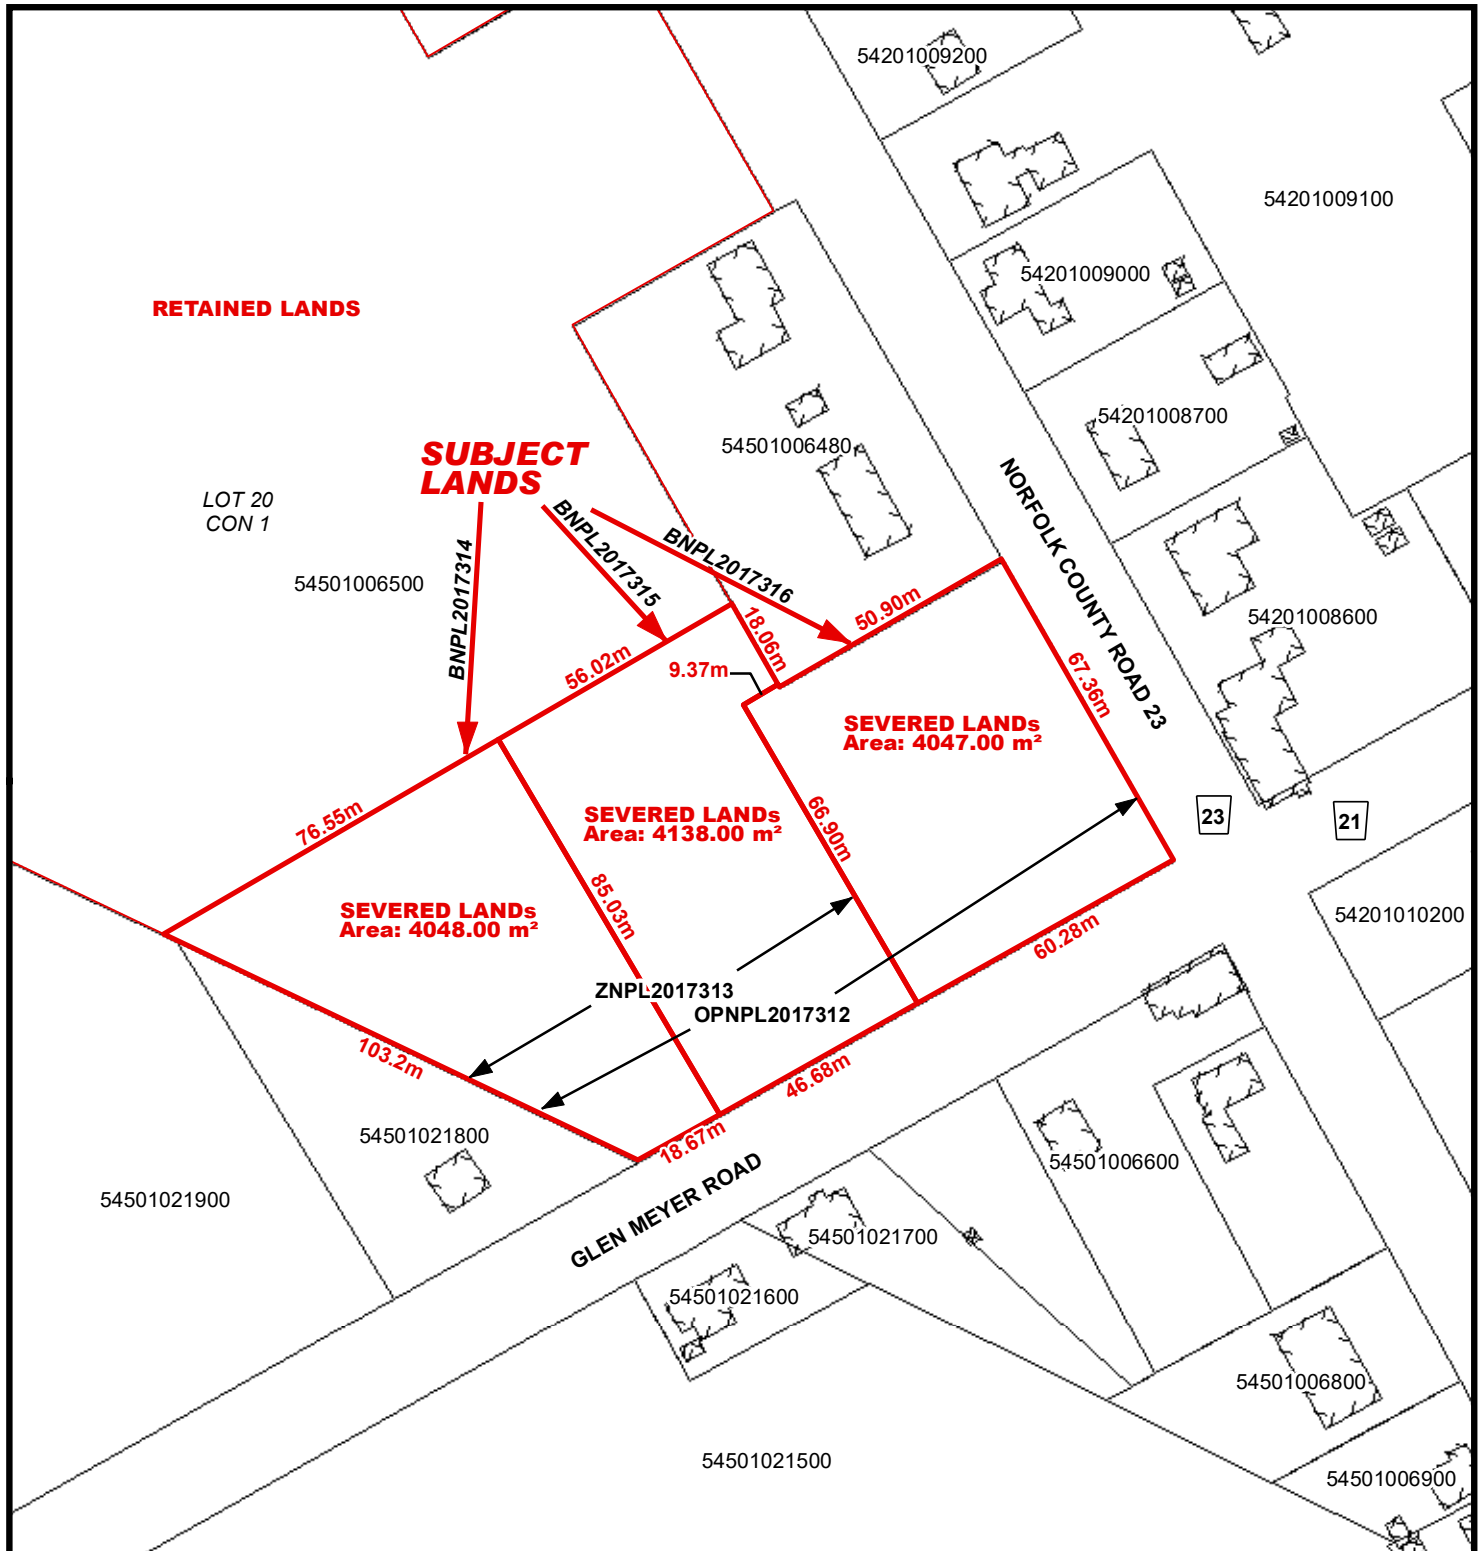 54201009200
54201009100
54201009000
RETAINED LANDS
54201008700
54501006480
SUBJECT
LANDS
LOT 20
CON 1
NORFOLK COUNTY ROAD 23
BNPL2017314
BNPL2017315
BNPL2017316
54501006500
54201008600
50.90m
18.06m
56.02m
9.37m
67.36m
SEVERED LANDs
Area: 4047.00 m²
76.55m
SEVERED LANDs
Area: 4138.00 m²
66.90m
23
21
85.03m
SEVERED LANDs
Area: 4048.00 m²
54201010200
60.28m
ZNPL2017313
OPNPL2017312
103.2m
46.68m
18.67m
54501021800
54501006600
GLEN MEYER ROAD
54501021900
54501021700
54501021600
54501006800
54501021500
54501006900